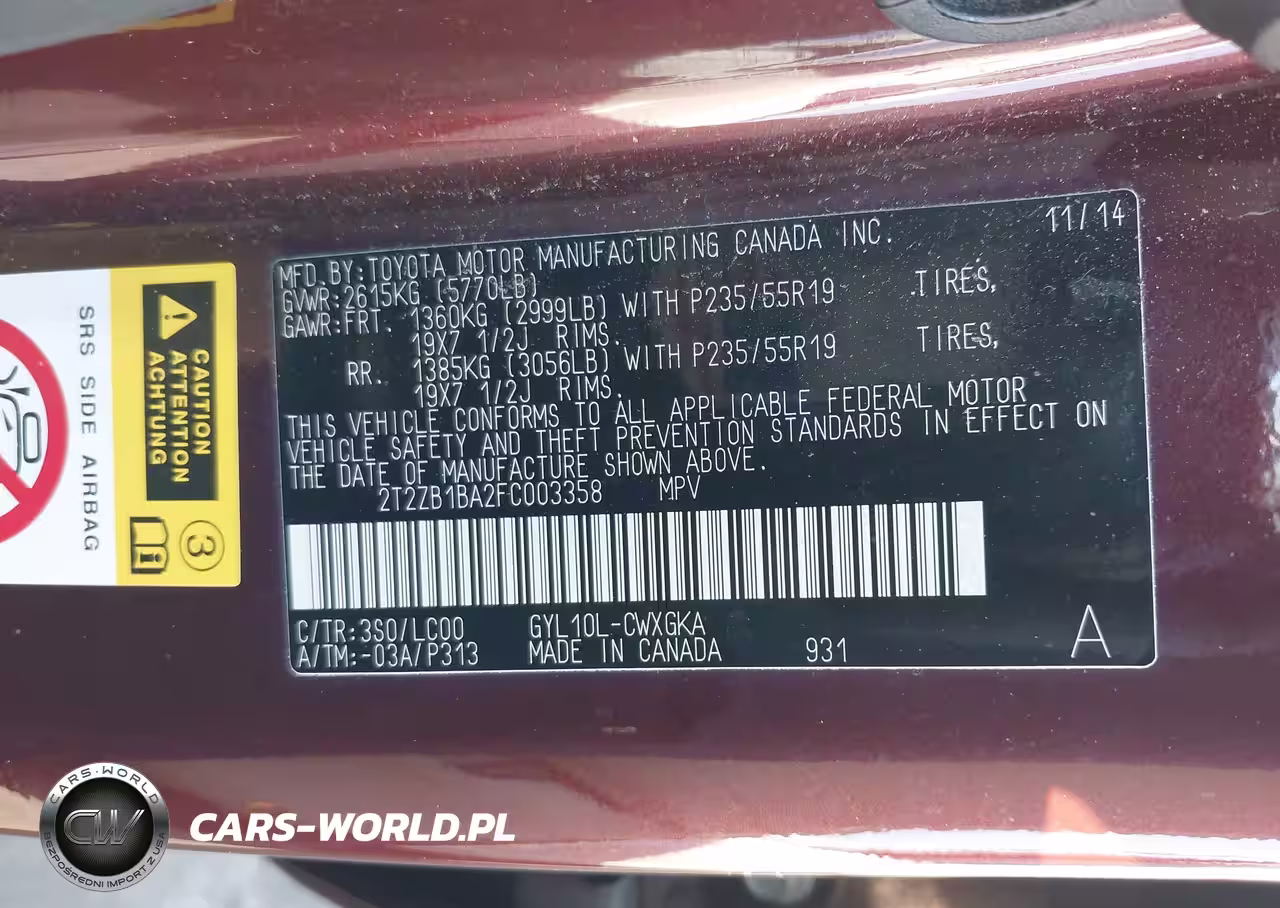 MFD. BY: TOYOTA MOTOR MANUFACTURING CANADA INC. 11/14
GVWR: 2615KG (5770LB)
GAWR: FRT. 1360KG (2999LB) WITH P235/55R19 TIRES,
19X7 1/2J RIMS.
RR. 1385KG (3056LB) WITH P235/55R19 TIRES,
19X7 1/2J RIMS.
THIS VEHICLE CONFORMS TO ALL APPLICABLE FEDERAL MOTOR
VEHICLE SAFETY AND THEFT PREVENTION STANDARDS IN EFFECT ON
THE DATE OF MANUFACTURE SHOWN ABOVE.
2T2ZB1BA2FC003358 MPV
C/TR: 3S0/LC00 GYL10L-CWXGKA
A/TM: -03A/P313 MADE IN CANADA 931 A
CAUTION
ATTENTION
ACHTUNG
3
SRS SIDE AIRBAG
CARS-WORLD
CW
BEZPOŚREDNI IMPORT Z USA
CARS-WORLD.PL